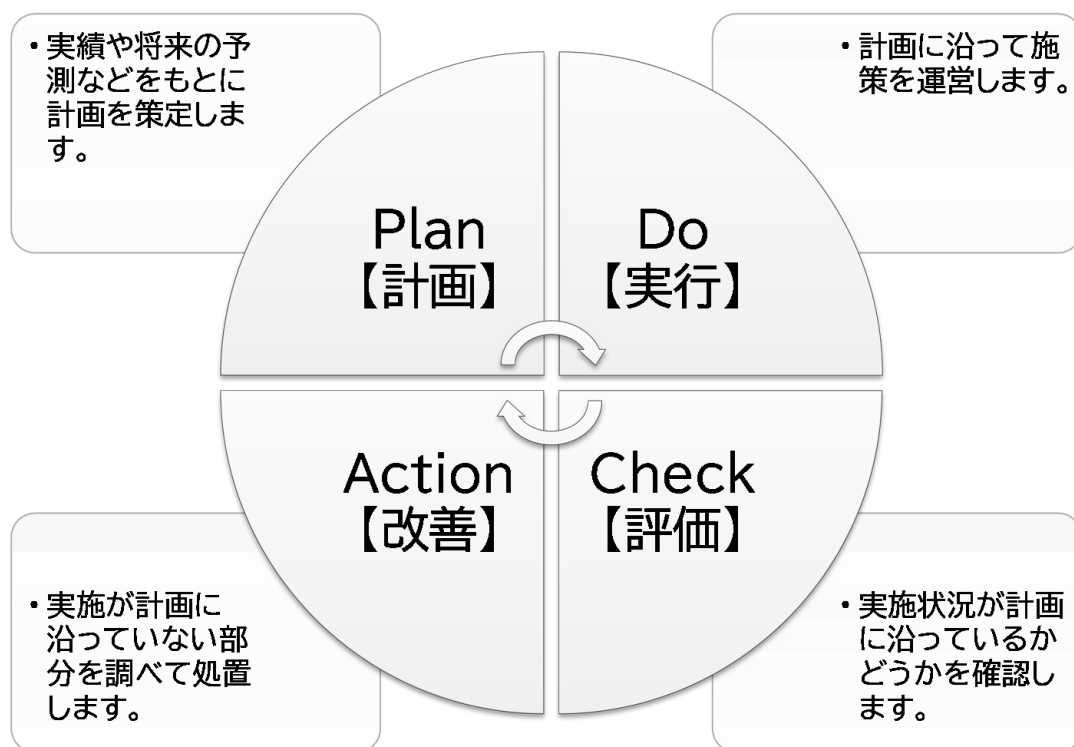 ・実績や将来の予
測などをもとに
計画を策定しま
す。
・計画に沿って施
策を運営します。
Plan
【計画】
Do
【実行】
Action
【改善】
Check
【評価】
・実施が計画に
沿っていない部
分を調べて処置
します。
・実施状況が計画
に沿っているか
どうかを確認し
ます。